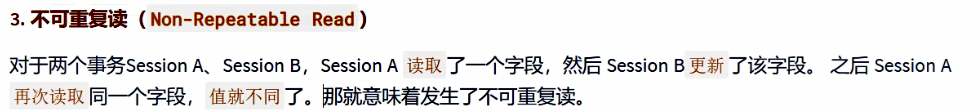 3. 不可重复读（Non-Repeatable Read）
对于两个事务Session A、Session B，Session A 读取了一个字段，然后 Session B更新了该字段。 之后 Session A
再次读取同一个字段，值就不同了。那就意味着发生了不可重复读。